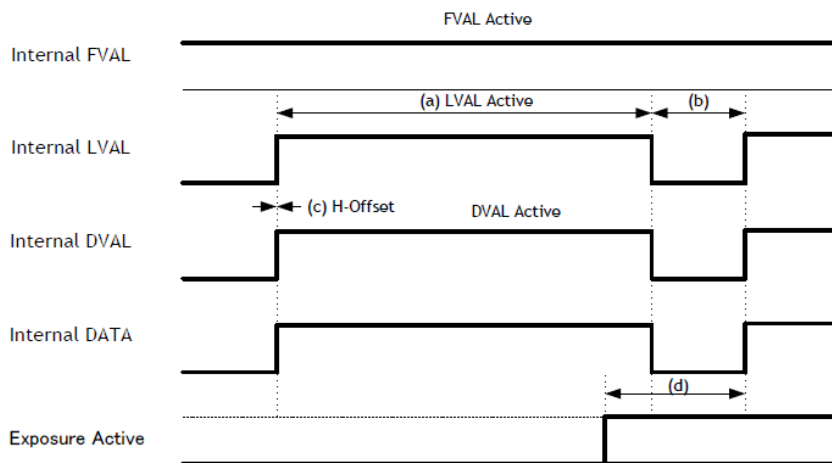 FVAL Active
Internal FVAL
(a) LVAL Active
(b)
Internal LVAL
(c) H-Offset
DVAL Active
Internal DVAL
Internal DATA
(d)
Exposure Active